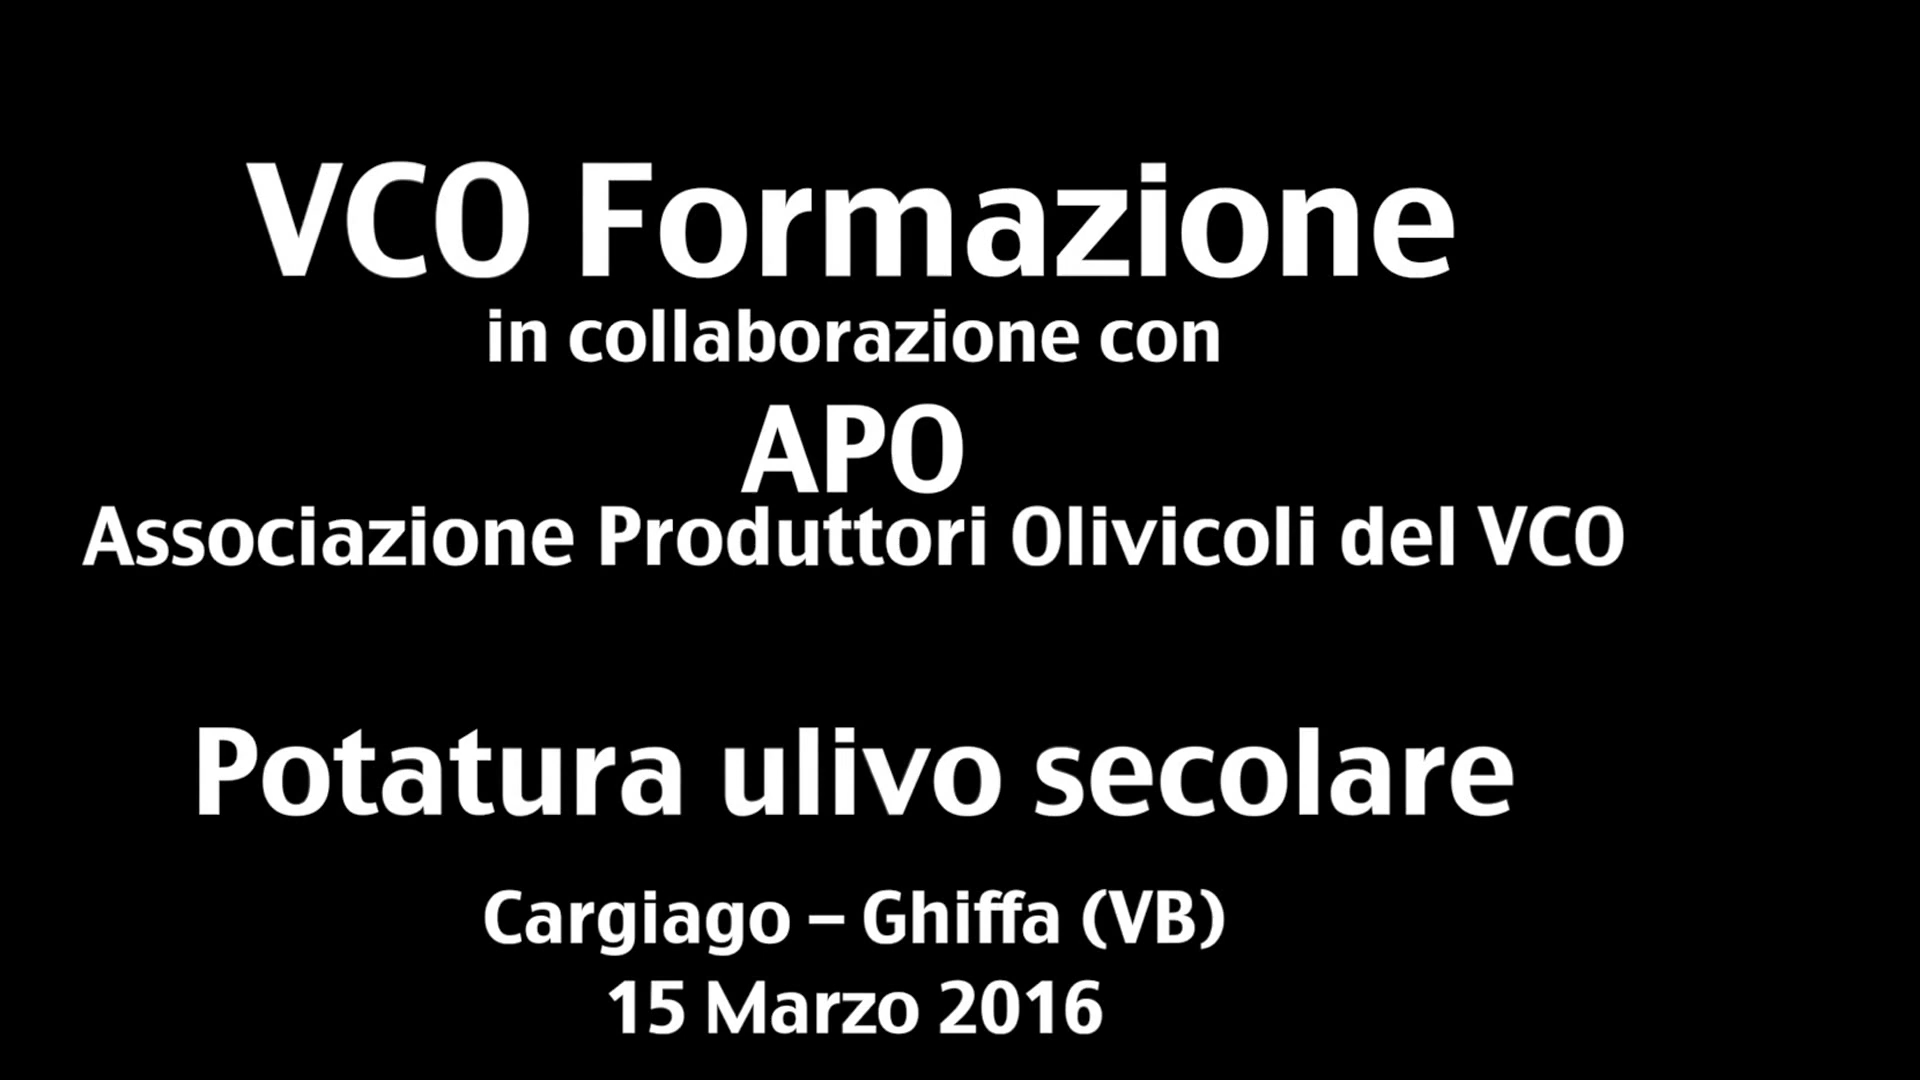 VCO Formazione
in collaborazione con
APO
Associazione Produttori Olivicoli del VCO
Potatura ulivo secolare
Cargiago – Ghiffa (VB)
15 Marzo 2016